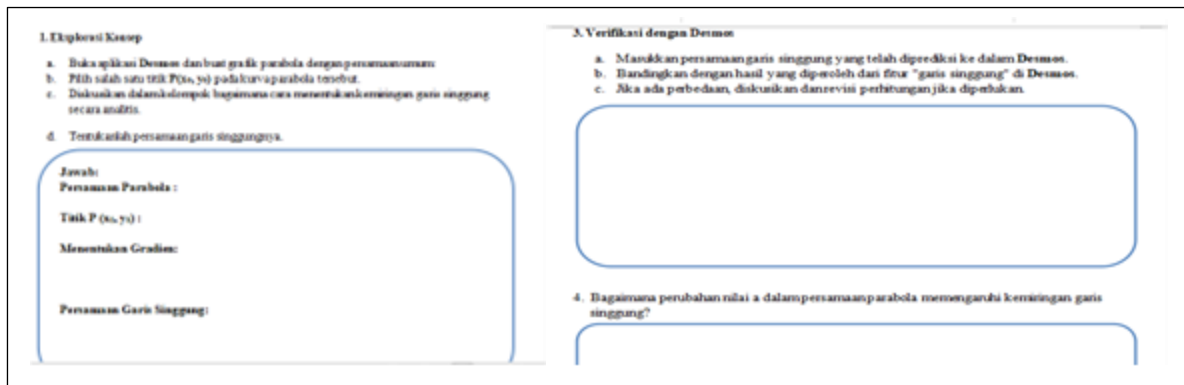 1. Eksplorasi Konsep
a. Buka aplikasi Desmos dan buat grafik parabola dengan persamaan umum:
b. Pilih salah satu titik P(x₀, y₀) pada kurva parabola tersebut.
c. Diskusikan dalam kelompok bagaimana cara menentukan kemiringan garis singgung
secara analitis.
d. Tentukanlah persamaan garis singgungnya.
Jawab:
Persamaan Parabola :
Titik P (x₀, y₀) :
Menentukan Gradien:
Persamaan Garis Singgung:
3. Verifikasi dengan Desmos
a. Masukkan persamaan garis singgung yang telah diprediksi ke dalam Desmos.
b. Bandingkan dengan hasil yang diperoleh dari fitur "garis singgung" di Desmos.
c. Jika ada perbedaan, diskusikan dan revisi perhitungan jika diperlukan.
4. Bagaimana perubahan nilai a dalam persamaan parabola memengaruhi kemiringan garis
singgung?